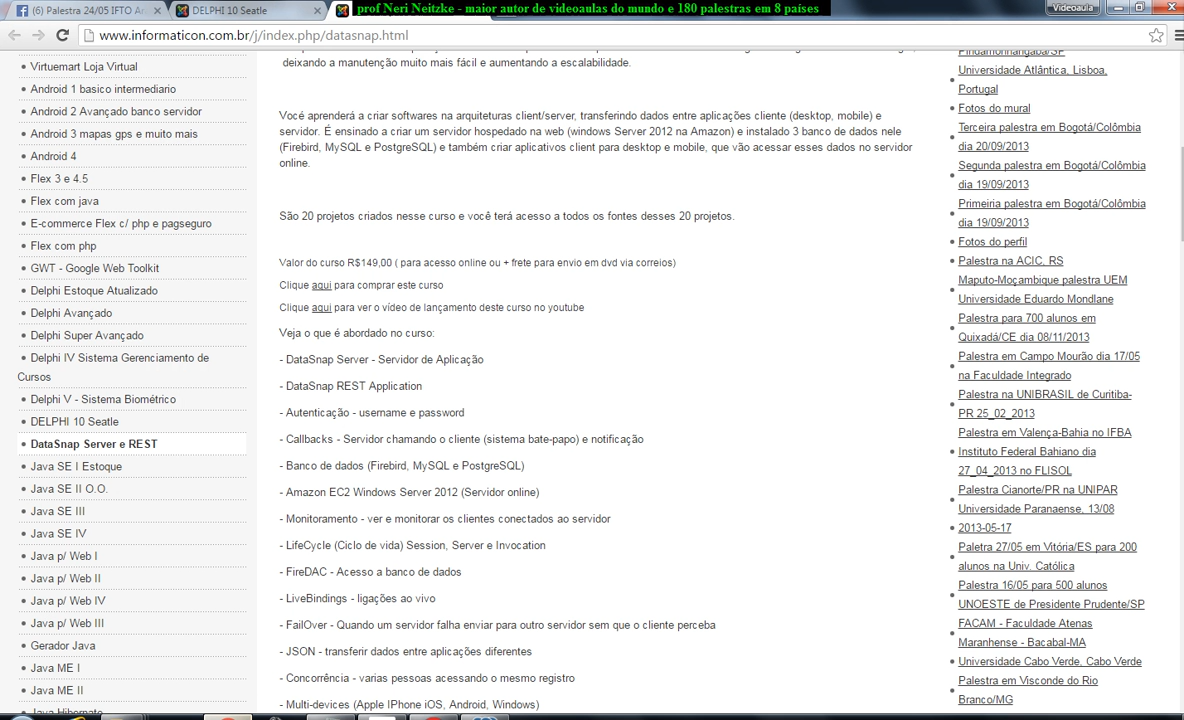 (6) Palestra 24/05 IFTO Ar
DELPHI 10 Seatle
prof Neri Neitzke - maior autor de videoaulas do mundo e 180 palestras em 8 países
Videoaula
www.informaticon.com.br/j/index.php/datasnap.html
Virtuemart Loja Virtual
Android 1 basico intermediario
Android 2 Avançado banco servidor
Android 3 mapas gps e muito mais
Android 4
Flex 3 e 4.5
Flex com java
E-commerce Flex c/ php e pagseguro
Flex com php
GWT - Google Web Toolkit
Delphi Estoque Atualizado
Delphi Avançado
Delphi Super Avançado
Delphi IV Sistema Gerenciamento de
Cursos
Delphi V - Sistema Biométrico
DELPHI 10 Seatle
DataSnap Server e REST
Java SE I Estoque
Java SE II O.O.
Java SE III
Java SE IV
Java p/ Web I
Java p/ Web II
Java p/ Web IV
Java p/ Web III
Gerador Java
Java ME I
Java ME II
Java Hibernate
deixando a manutenção muito mais fácil e aumentando a escalabilidade.
Você aprenderá a criar softwares na arquiteturas client/server, transferindo dados entre aplicações cliente (desktop, mobile) e
servidor. É ensinado a criar um servidor hospedado na web (windows Server 2012 na Amazon) e instalado 3 banco de dados nele
(Firebird, MySQL e PostgreSQL) e também criar aplicativos client para desktop e mobile, que vão acessar esses dados no servidor
online.
São 20 projetos criados nesse curso e você terá acesso a todos os fontes desses 20 projetos.
Valor do curso R$149,00 ( para acesso online ou + frete para envio em dvd via correios)
Clique aqui para comprar este curso
Clique aqui para ver o vídeo de lançamento deste curso no youtube
Veja o que é abordado no curso:
- DataSnap Server - Servidor de Aplicação
- DataSnap REST Application
- Autenticação - username e password
- Callbacks - Servidor chamando o cliente (sistema bate-papo) e notificação
- Banco de dados (Firebird, MySQL e PostgreSQL)
- Amazon EC2 Windows Server 2012 (Servidor online)
- Monitoramento - ver e monitorar os clientes conectados ao servidor
- LifeCycle (Ciclo de vida) Session, Server e Invocation
- FireDAC - Acesso a banco de dados
- LiveBindings - ligações ao vivo
- FailOver - Quando um servidor falha enviar para outro servidor sem que o cliente perceba
- JSON - transferir dados entre aplicações diferentes
- Concorrência - varias pessoas acessando o mesmo registro
- Multi-devices (Apple IPhone iOS, Android, Windows)
Pindamonhangaba/SP
Universidade Atlântica, Lisboa,
Portugal
Fotos do mural
Terceira palestra em Bogotá/Colômbia
dia 20/09/2013
Segunda palestra em Bogotá/Colômbia
dia 19/09/2013
Primeiria palestra em Bogotá/Colômbia
dia 19/09/2013
Fotos do perfil
Palestra na ACIC, RS
Maputo-Moçambique palestra UEM
Universidade Eduardo Mondlane
Palestra para 700 alunos em
Quixadá/CE dia 08/11/2013
Palestra em Campo Mourão dia 17/05
na Faculdade Integrado
Palestra na UNIBRASIL de Curitiba-
PR 25_02_2013
Palestra em Valença-Bahia no IFBA
Instituto Federal Bahiano dia
27_04_2013 no FLISOL
Palestra Cianorte/PR na UNIPAR
Universidade Paranaense, 13/08
2013-05-17
Paletra 27/05 em Vitória/ES para 200
alunos na Univ. Católica
Palestra 16/05 para 500 alunos
UNOESTE de Presidente Prudente/SP
FACAM - Faculdade Atenas
Maranhense - Bacabal-MA
Universidade Cabo Verde, Cabo Verde
Palestra em Visconde do Rio
Branco/MG